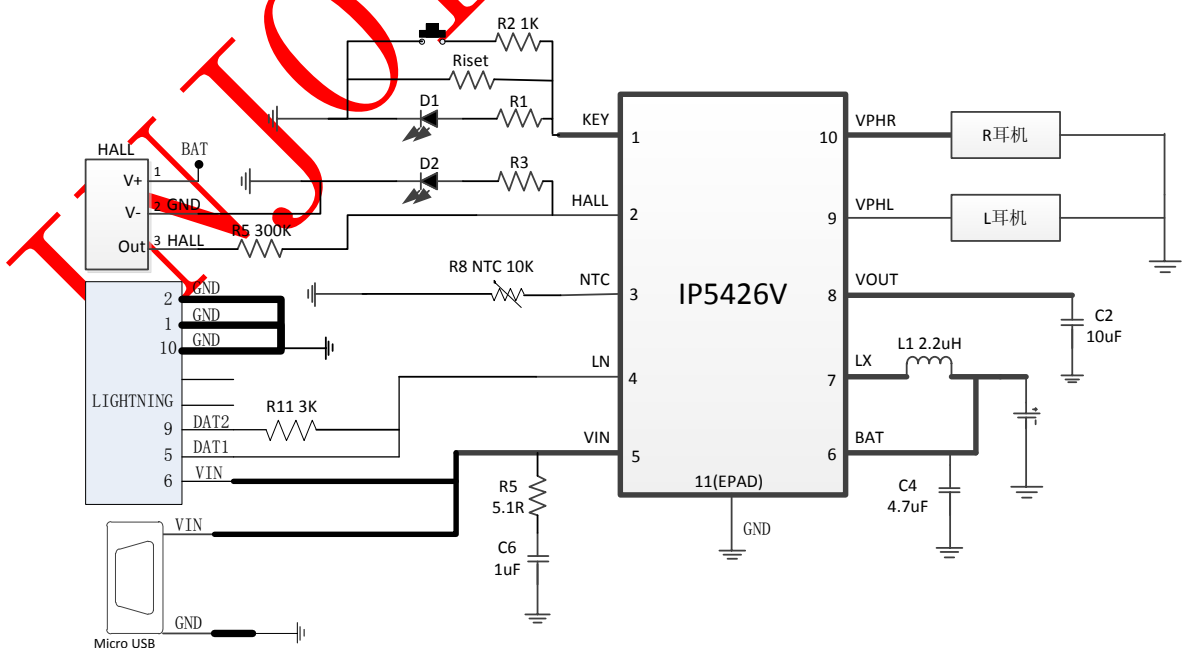 R2 1K
Riset
D1
R1
KEY
1
10
VPHR
R耳机
HALL
BAT
V+
1
D2
R3
V-
2
GND
HALL
2
9
VPHL
L耳机
Out
3
HALL
R5 300K
R8 NTC 10K
NTC
3
IP5426V
8
VOUT
C2
10uF
2
GND
1
GND
10
GND
LIGHTNING
9
DAT2
R11 3K
5
DAT1
6
VIN
LN
4
7
LX
L1 2.2uH
VIN
5
6
BAT
11(EPAD)
GND
R5
5.1R
C4
4.7uF
C6
1uF
VIN
GND
Micro USB